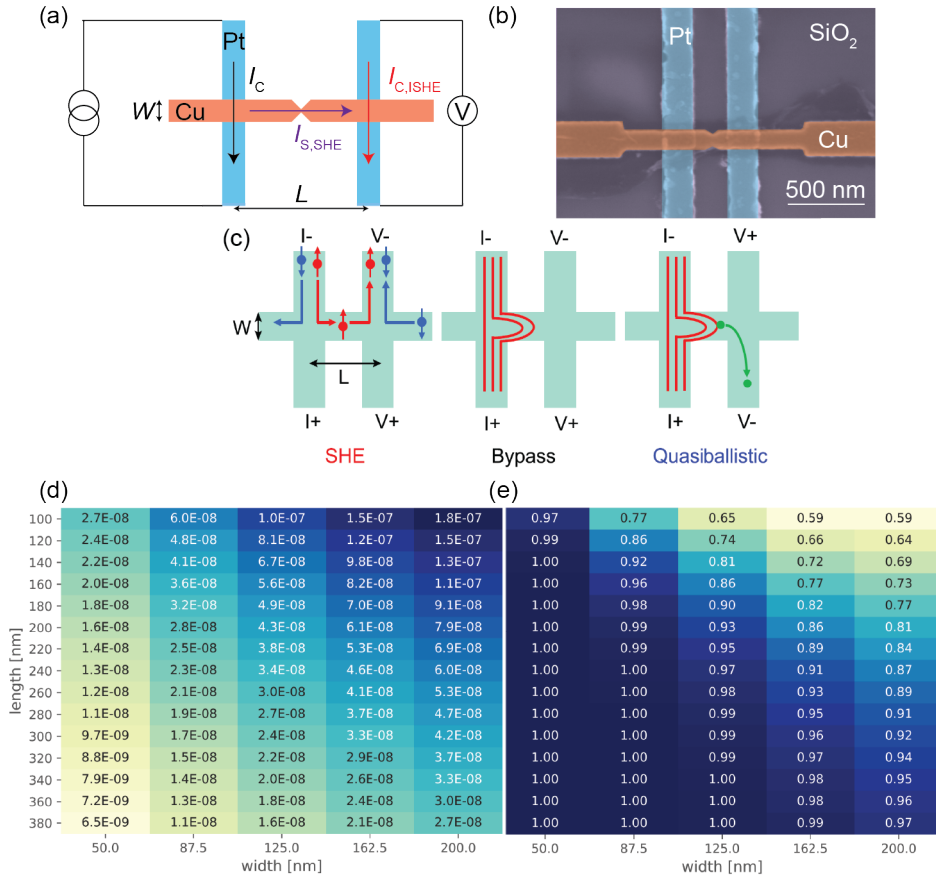 (a)
Pt
I_C
I_C,ISHE
W
Cu
I_S,SHE
V
L
(b)
Pt
SiO₂
Cu
500 nm
(c)
I- V- I- V- I- V+
W
L
I+ V+ I+ V+ I+ V-
SHE Bypass Quasiballistic
(d) (e)
100 2.7E-08 6.0E-08 1.0E-07 1.5E-07 1.8E-07 0.97 0.77 0.65 0.59 0.59
120 2.4E-08 4.8E-08 8.1E-08 1.2E-07 1.5E-07 0.99 0.86 0.74 0.66 0.64
140 2.2E-08 4.1E-08 6.7E-08 9.8E-08 1.3E-07 1.00 0.92 0.81 0.72 0.69
160 2.0E-08 3.6E-08 5.6E-08 8.2E-08 1.1E-07 1.00 0.96 0.86 0.77 0.73
180 1.8E-08 3.2E-08 4.9E-08 7.0E-08 9.1E-08 1.00 0.98 0.90 0.82 0.77
200 1.6E-08 2.8E-08 4.3E-08 6.1E-08 7.9E-08 1.00 0.99 0.93 0.86 0.81
220 1.4E-08 2.5E-08 3.8E-08 5.3E-08 6.9E-08 1.00 0.99 0.95 0.89 0.84
240 1.3E-08 2.3E-08 3.4E-08 4.6E-08 6.0E-08 1.00 1.00 0.97 0.91 0.87
260 1.2E-08 2.1E-08 3.0E-08 4.1E-08 5.3E-08 1.00 1.00 0.98 0.93 0.89
280 1.1E-08 1.9E-08 2.7E-08 3.7E-08 4.7E-08 1.00 1.00 0.99 0.95 0.91
300 9.7E-09 1.7E-08 2.4E-08 3.3E-08 4.2E-08 1.00 1.00 0.99 0.96 0.92
320 8.8E-09 1.5E-08 2.2E-08 2.9E-08 3.7E-08 1.00 1.00 0.99 0.97 0.94
340 7.9E-09 1.4E-08 2.0E-08 2.6E-08 3.3E-08 1.00 1.00 1.00 0.98 0.95
360 7.2E-09 1.3E-08 1.8E-08 2.4E-08 3.0E-08 1.00 1.00 1.00 0.98 0.96
380 6.5E-09 1.1E-08 1.6E-08 2.1E-08 2.7E-08 1.00 1.00 1.00 0.99 0.97
length [nm]
50.0 87.5 125.0 162.5 200.0 50.0 87.5 125.0 162.5 200.0
width [nm] width [nm]